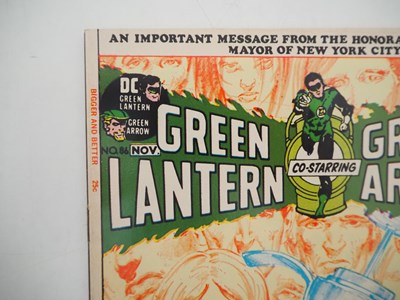 AN IMPORTANT MESSAGE FROM THE HONORA
MAYOR OF NEW YORK CITY
DC
GREEN LANTERN
GREEN ARROW
NO. 86 NOV.
BIGGER AND BETTER 25¢
GREEN
LANTERN
CO-STARRING
GR
AR